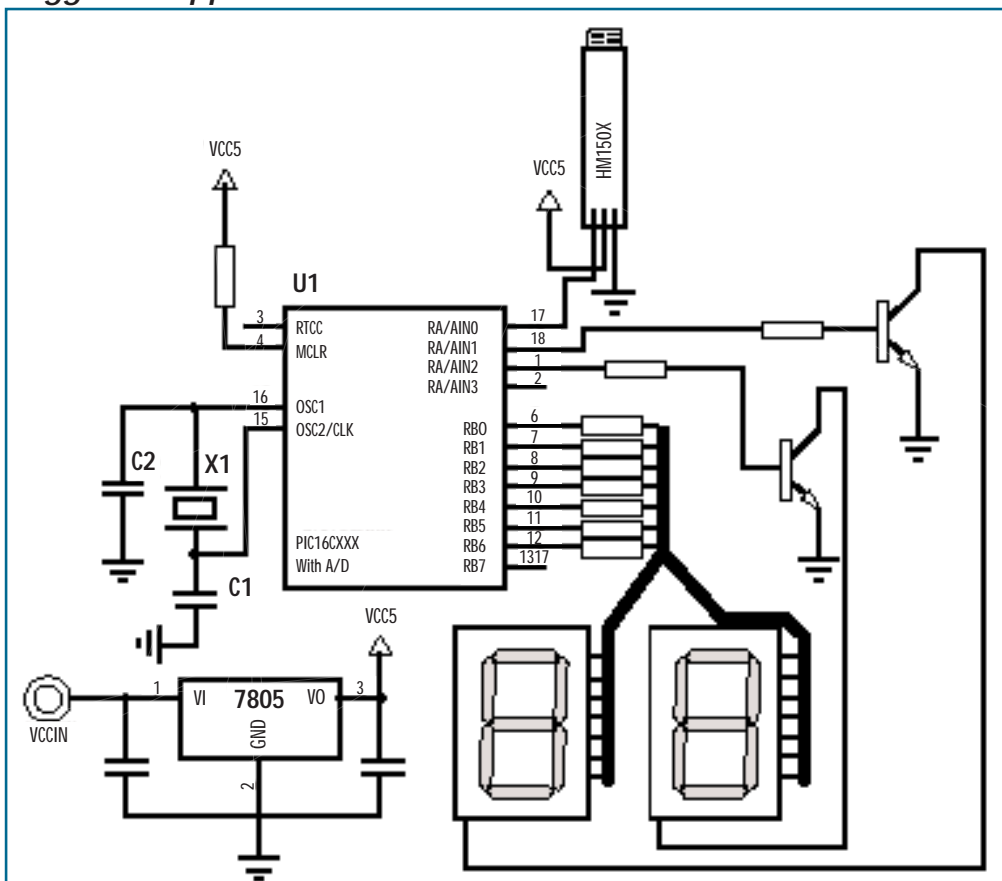 HM150X
VCC5
VCC5
U1
3 RTCC
4 MCLR
16 OSC1
15 OSC2/CLK
RA/AIN0 17
RA/AIN1 18
RA/AIN2 1
RA/AIN3 2
RB0 6
RB1 7
RB2 8
RB3 9
RB4 10
RB5 11
RB6 12
RB7 1317
PIC16CXXX
With A/D
C2
X1
C1
VCC5
VCCIN
1 VI 7805 VO 3
GND
2